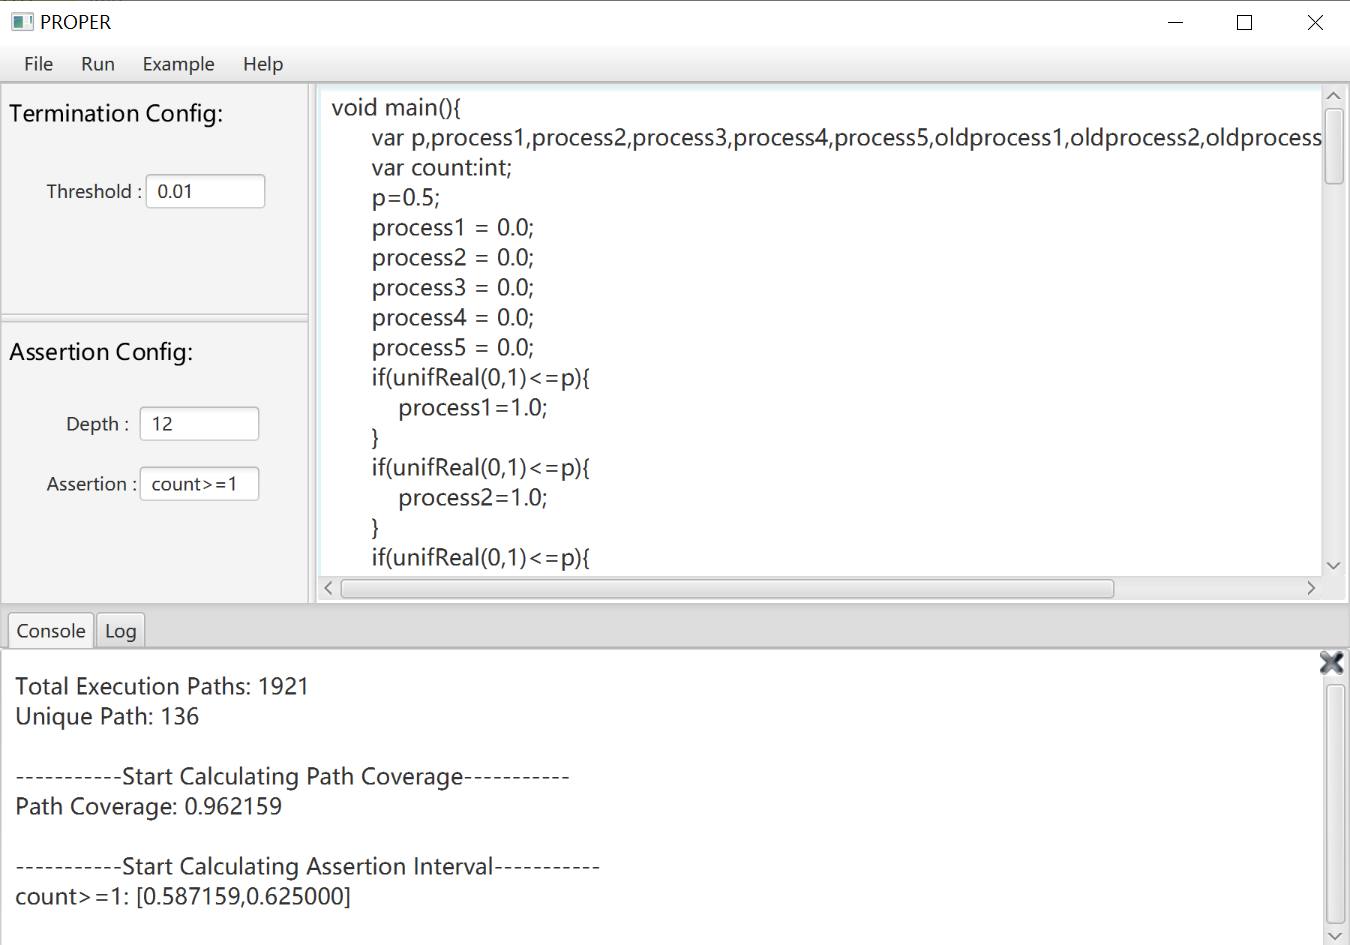 PROPER
File Run Example Help
Termination Config:
Threshold : 0.01
Assertion Config:
Depth : 12
Assertion : count>=1
void main(){
var p,process1,process2,process3,process4,process5,oldprocess1,oldprocess2,oldprocess
var count:int;
p=0.5;
process1 = 0.0;
process2 = 0.0;
process3 = 0.0;
process4 = 0.0;
process5 = 0.0;
if(unifReal(0,1)<=p){
process1=1.0;
}
if(unifReal(0,1)<=p){
process2=1.0;
}
if(unifReal(0,1)<=p){
Console Log
Total Execution Paths: 1921
Unique Path: 136
-----------Start Calculating Path Coverage-----------
Path Coverage: 0.962159
-----------Start Calculating Assertion Interval-----------
count>=1: [0.587159,0.625000]